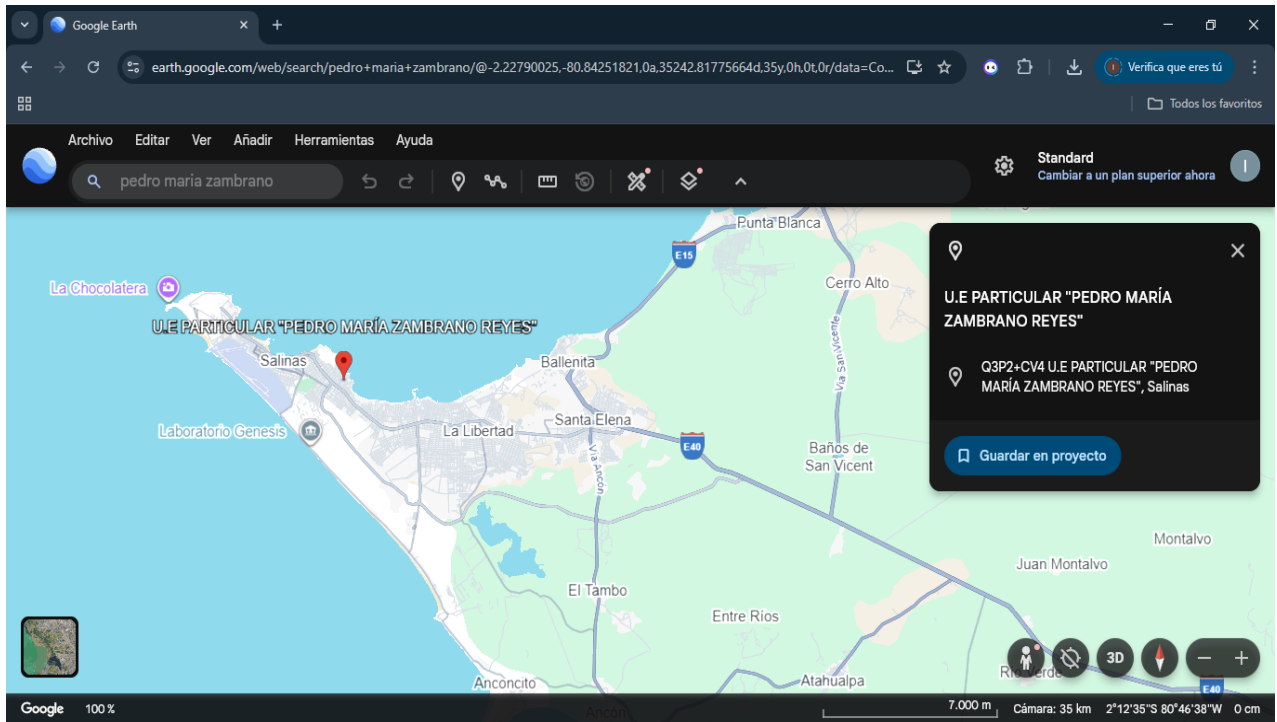 Google Earth
earth.google.com/web/search/pedro+maria+zambrano/@-2.22790025,-80.84251821,0a,35242.81775664d,35y,0h,0t,0r/data=Co...
Verifica que eres tú
Todos los favoritos
Archivo Editar Ver Añadir Herramientas Ayuda
pedro maria zambrano
Standard
Cambiar a un plan superior ahora
I
Punta Blanca
E15
La Chocolatera
Cerro Alto
U.E PARTICULAR "PEDRO MARÍA ZAMBRANO REYES"
Vía San Vicente
Salinas
Ballenita
Santa Elena
La Libertad
Laboratorio Genesis
E40
Vía Ancón
Baños de
San Vicent
U.E PARTICULAR "PEDRO MARÍA
ZAMBRANO REYES"
Q3P2+CV4 U.E PARTICULAR "PEDRO
MARÍA ZAMBRANO REYES", Salinas
Guardar en proyecto
Montalvo
Juan Montalvo
El Tambo
Entre Ríos
3D
Anconcito
Atahualpa
E40
Ancón
Google 100 %
7.000 m
Cámara: 35 km 2°12'35"S 80°46'38"W 0 cm